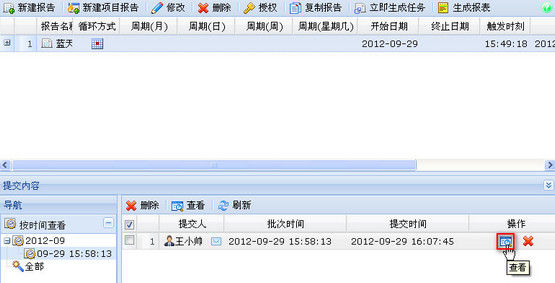 新建报告 新建项目报告 修改 删除 授权 复制报告 立即生成任务 生成报表
报告名称 循环方式 周期(月) 周期(日) 周期(周) 周期(星期几) 开始日期 终止日期 触发时刻
1 蓝天 2012-09-29 15:49:18 2012
提交内容
导航
删除 查看 刷新
按时间查看
提交人 批次时间 提交时间 操作
2012-09
1 王小帅 2012-09-29 15:58:13 2012-09-29 16:07:45
09-29 15:58:13
全部
查看